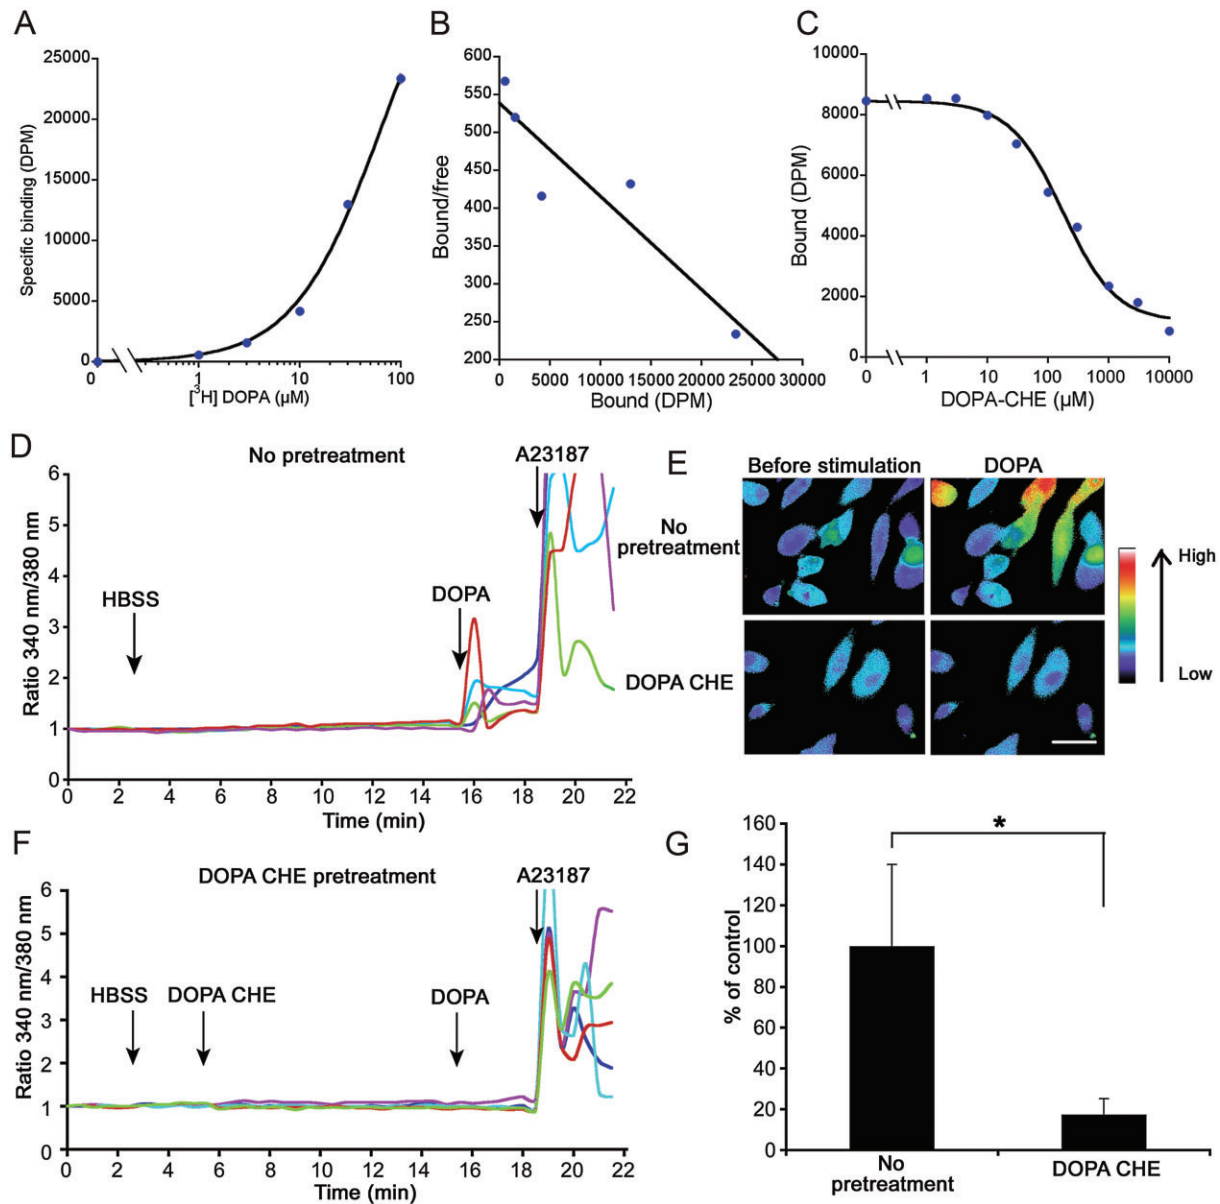 A
Specific binding (DPM)
25000
20000
15000
10000
5000
0
0
1
10
100
[³H] DOPA (µM)
B
Bound/free
600
550
500
450
400
350
300
250
200
0
5000
10000
15000
20000
25000
30000
Bound (DPM)
C
Bound (DPM)
10000
8000
6000
4000
2000
0
0
1
10
100
1000
10000
DOPA-CHE (µM)
D
No pretreatment
A23187
HBSS
DOPA
Ratio 340 nm/380 nm
6
5
4
3
2
1
0
0 2 4 6 8 10 12 14 16 18 20 22
Time (min)
E
Before stimulation
DOPA
No
pretreatment
DOPA CHE
High
Low
F
DOPA CHE pretreatment
A23187
HBSS
DOPA CHE
DOPA
Ratio 340 nm/380 nm
6
5
4
3
2
1
0
0 2 4 6 8 10 12 14 16 18 20 22
Time (min)
G
% of control
160
140
120
100
80
60
40
20
0
*
No
pretreatment
DOPA CHE